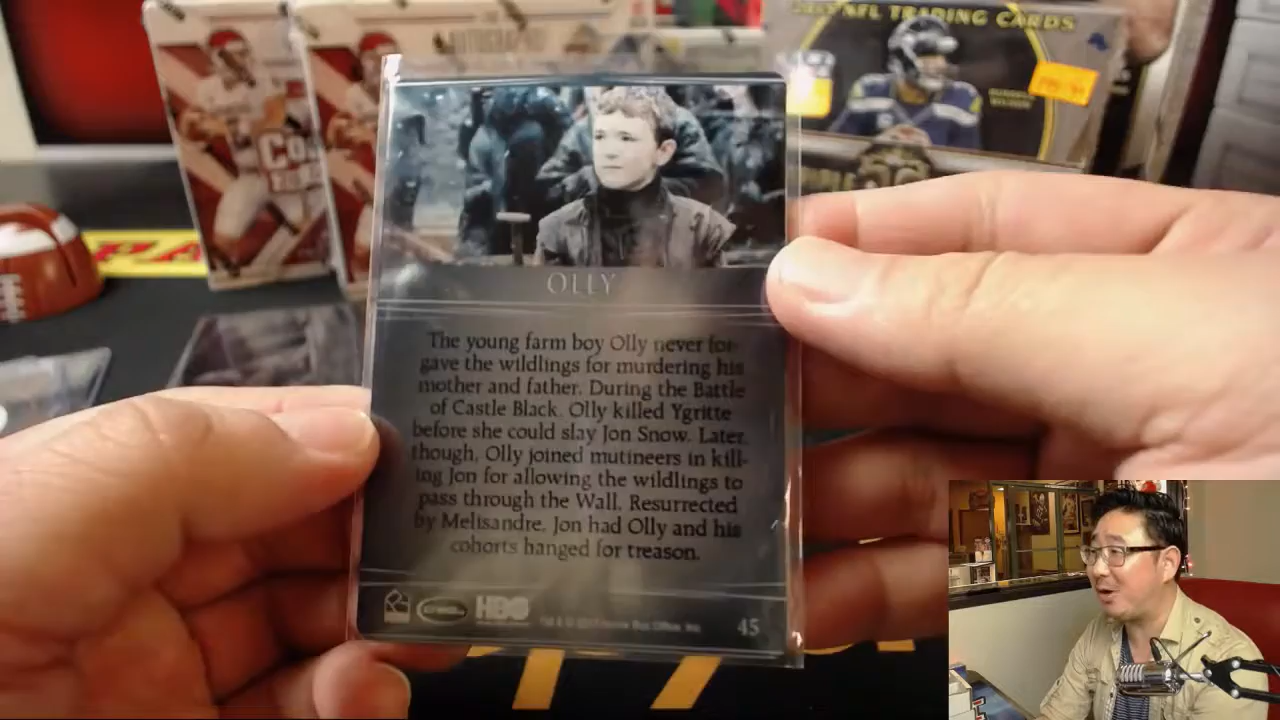 NFL TRADING CARDS
AUTOGRAPH
PA
OLLY
The young farm boy Olly never for-
gave the wildlings for murdering his
mother and father. During the Battle
of Castle Black, Olly killed Ygritte
before she could slay Jon Snow. Later,
though, Olly joined mutineers in kill-
ing Jon for allowing the wildlings to
pass through the Wall. Resurrected
by Melisandre, Jon had Olly and his
cohorts hanged for treason.
HBO
45